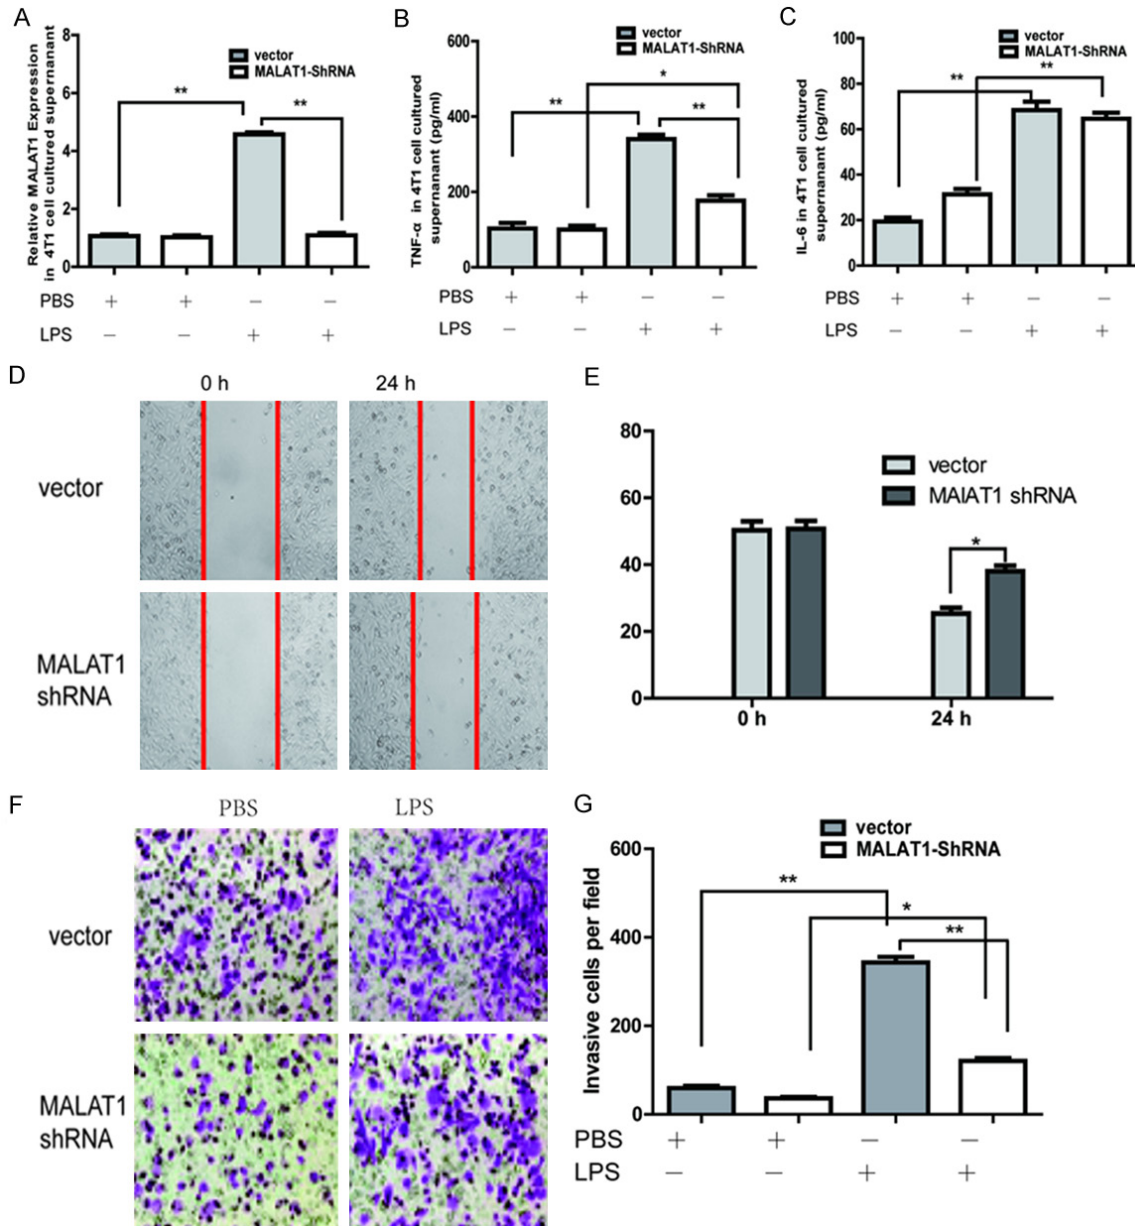 A
Relative MALAT1 Expression
in 4T1 cell cultured supernanant
8
6
4
2
0
vector
MALAT1-ShRNA
**
**
PBS + + − −
LPS − − + +
B
TNF-α in 4T1 cell cultured
supernanant (pg/ml)
600
400
200
0
vector
MALAT1-ShRNA
*
**
**
PBS + + − −
LPS − − + +
C
IL-6 in 4T1 cell cultured
supernanant (pg/ml)
100
80
60
40
20
0
vector
MALAT1-ShRNA
**
**
PBS + + − −
LPS − − + +
D
0 h
24 h
vector
MALAT1
shRNA
E
80
60
40
20
0
vector
MAlAT1 shRNA
*
0 h
24 h
F
PBS
LPS
vector
MALAT1
shRNA
G
Invasive cells per field
600
400
200
0
vector
MALAT1-ShRNA
**
*
**
PBS + + − −
LPS − − + +